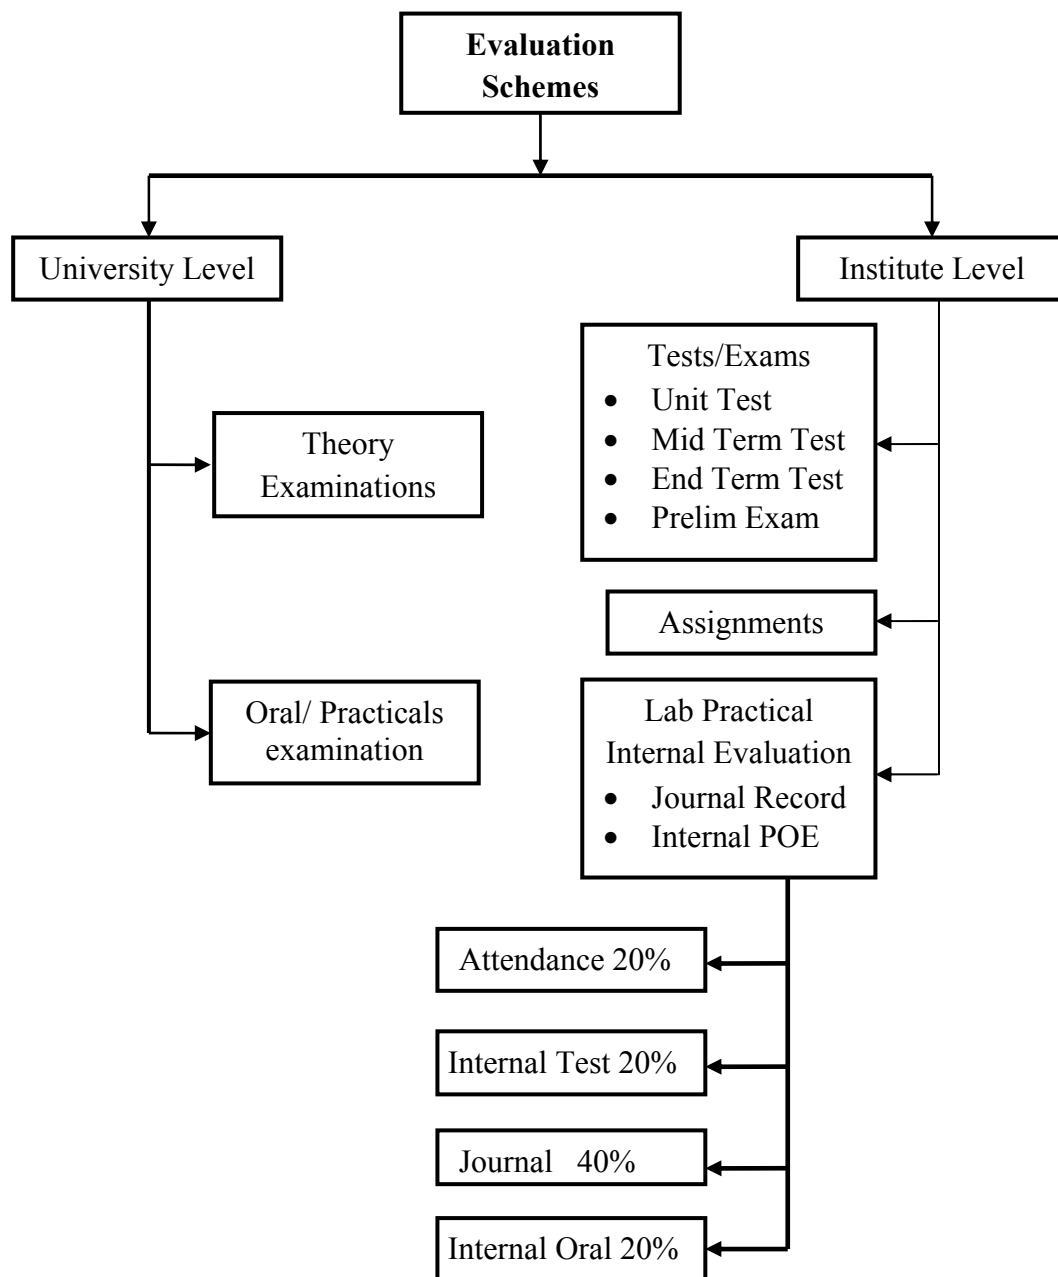 Evaluation
Schemes
University Level
Institute Level
Theory
Examinations
Oral/ Practicals
examination
Tests/Exams
• Unit Test
• Mid Term Test
• End Term Test
• Prelim Exam
Assignments
Lab Practical
Internal Evaluation
• Journal Record
• Internal POE
Attendance 20%
Internal Test 20%
Journal 40%
Internal Oral 20%